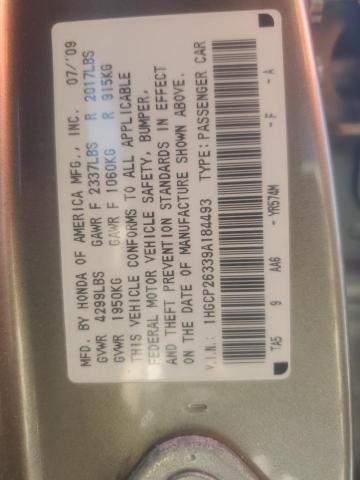 MFD. BY HONDA OF AMERICA MFG., INC. 07/'09
GVWR 4299LBS GAWR F 2337LBS R 2017LBS
GVWR 1950KG GAWR F 1060KG R 915KG
THIS VEHICLE CONFORMS TO ALL APPLICABLE
FEDERAL MOTOR VEHICLE SAFETY, BUMPER,
AND THEFT PREVENTION STANDARDS IN EFFECT
ON THE DATE OF MANUFACTURE SHOWN ABOVE.
V.I.N.: 1HGCP26339A184493 TYPE:PASSENGER CAR
TA5 9 AA6 - YR574M - F - A